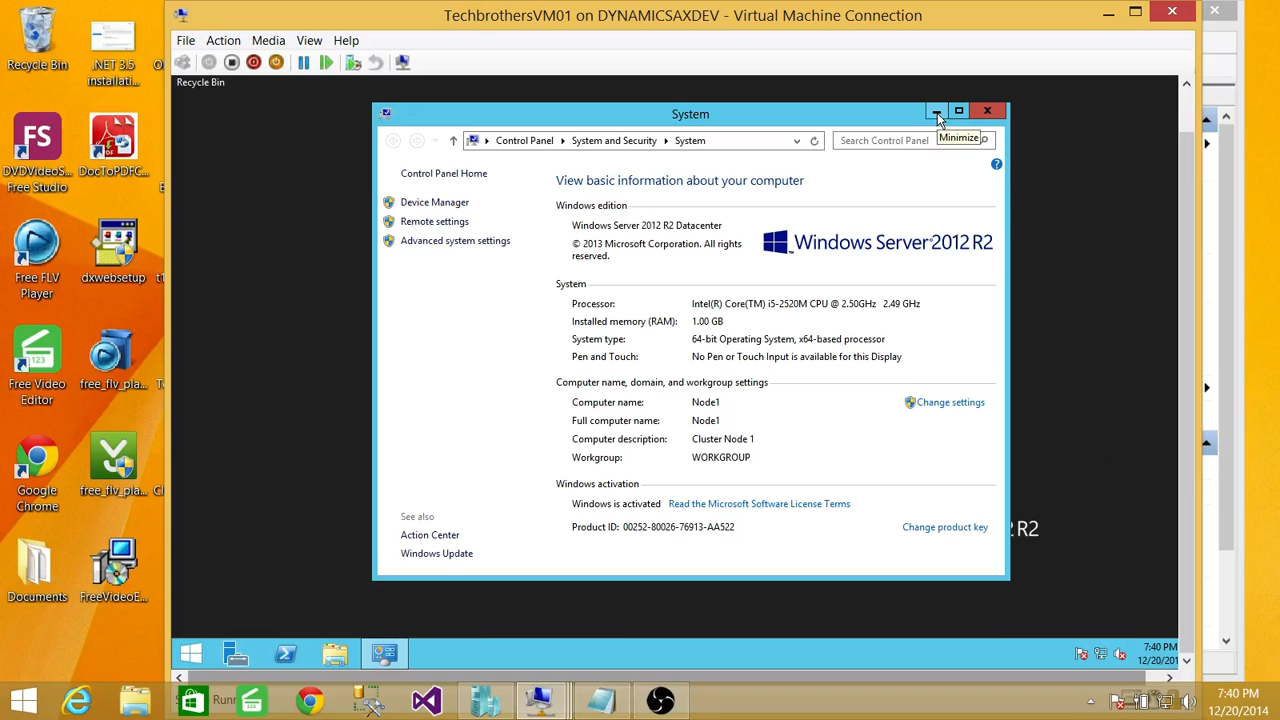 Techbrothers​VM01 on DYNAMICSAXDEV - Virtual Machine Connection
File Action Media View Help
Recycle Bin
System
Minimize
Control Panel System and Security System
Search Control Panel
Control Panel Home
Device Manager
Remote settings
Advanced system settings
See also
Action Center
Windows Update
View basic information about your computer
Windows edition
Windows Server 2012 R2 Datacenter
© 2013 Microsoft Corporation. All rights
reserved.
Windows Server 2012 R2
System
Processor: Intel(R) Core(TM) i5-2520M CPU @ 2.50GHz 2.49 GHz
Installed memory (RAM): 1.00 GB
System type: 64-bit Operating System, x64-based processor
Pen and Touch: No Pen or Touch Input is available for this Display
Computer name, domain, and workgroup settings
Computer name: Node1
Change settings
Full computer name: Node1
Computer description: Cluster Node 1
Workgroup: WORKGROUP
Windows activation
Windows is activated Read the Microsoft Software License Terms
Product ID: 00252-80026-76913-AA522
Change product key
R2
7:40 PM
12/20/201
Recycle Bin
.NET 3.5
installati...
FS
DVDVideoS...
Free Studio
DocToPDFC...
Free FLV
Player
dxwebsetup
123
Free Video
Editor
free_flv_pla...
Google
Chrome
free_flv_pla...
Documents
FreeVideoE...
Runn
7:40 PM
12/20/2014